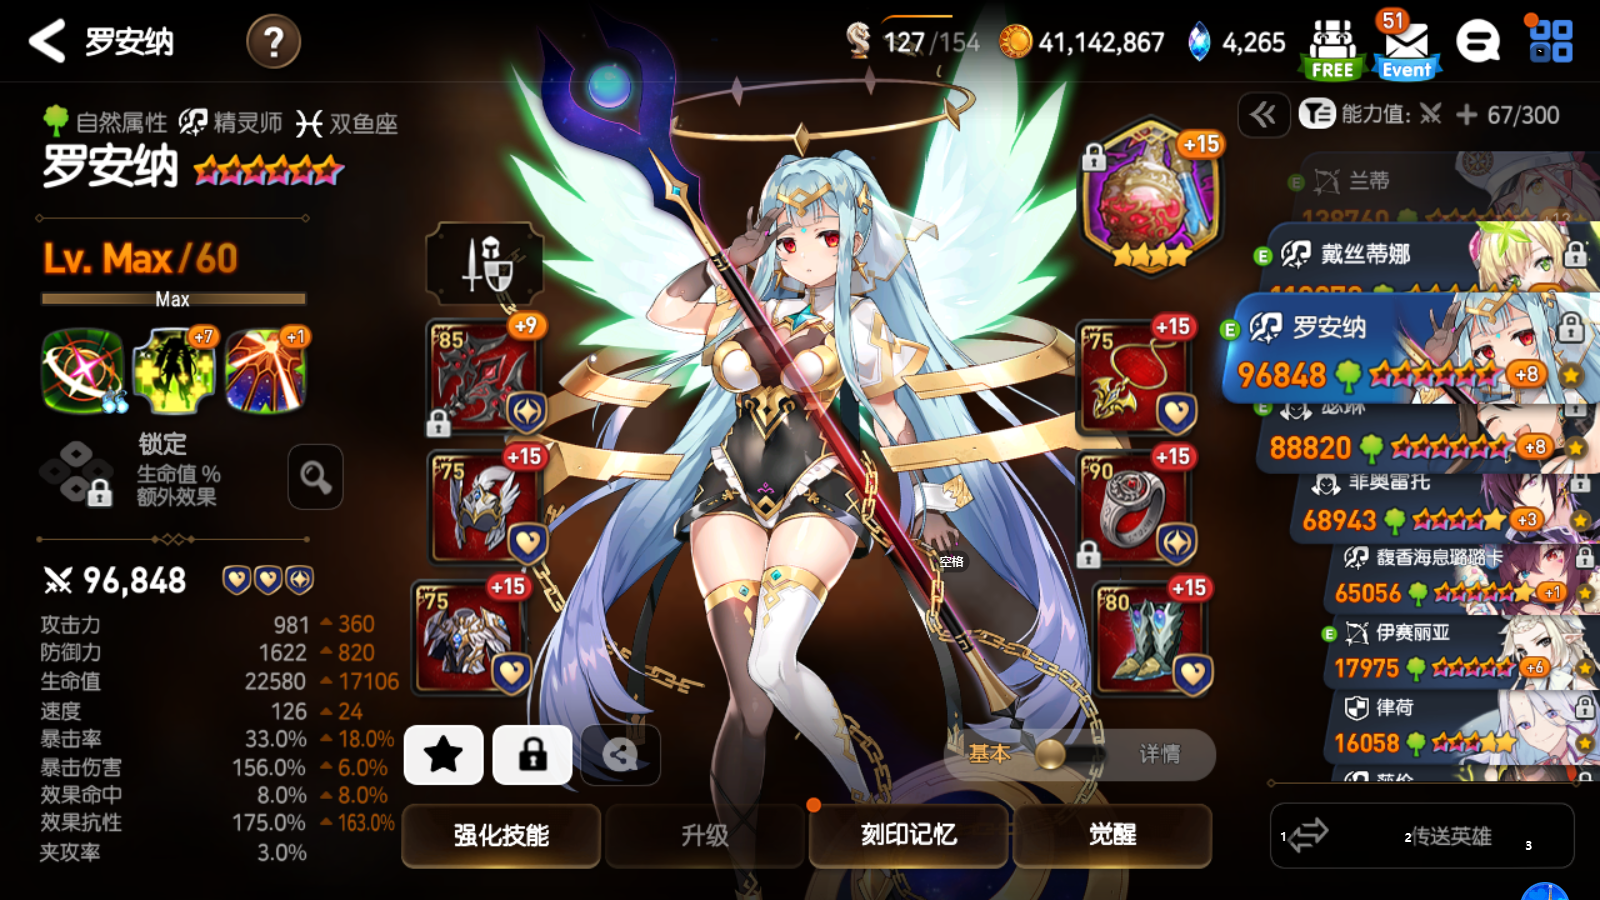 罗安纳
?
127/154
41,142,867
4,265
FREE
51
Event
自然属性 精灵师 双鱼座
罗安纳
Lv. Max/60
Max
+7
+1
锁定
生命值 %
额外效果
96,848
攻击力 981 360
防御力 1622 820
生命值 22580 17106
速度 126 24
暴击率 33.0% 18.0%
暴击伤害 156.0% 6.0%
效果命中 8.0% 8.0%
效果抗性 175.0% 163.0%
夹攻率 3.0%
85 +9
75 +15
75 +15
+15
75 +15
90 +15
80 +15
空格
基本 详情
强化技能
升级
刻印记忆
觉醒
能力值: 67/300
E 兰蒂
E 戴丝蒂娜
E 罗安纳
96848 +8
E
88820 +8
菲奥雷托
68943 +3
馥香海息璐璐卡
65056 +1
E 伊赛丽亚
17975 +6
律荷
16058
1 2 传送英雄 3